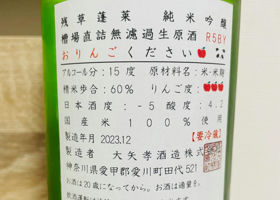 残草蓬莱 純米吟醸
槽場直詰無濾過生原酒 R5BY
おりんごください🍎
アルコール分：15度 原材料名：米・米麹
精米歩合：60% りんご度：🍎🍎🍎
日本酒度：-5 酸度：4.2
国産米 100% 使用
製造年月 2023.12 【要冷蔵】
製造者 大矢孝酒造株式
神奈川県愛甲郡愛川町田代521
お酒は20歳になってから。お酒は適量を。